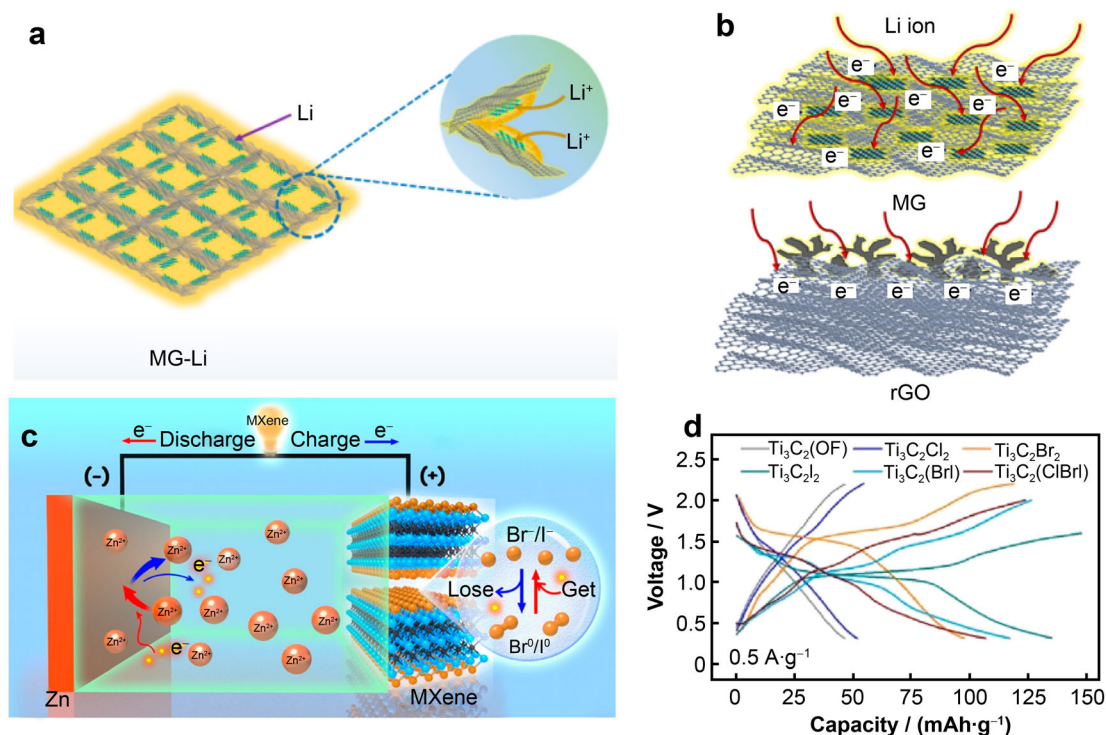 a
Li
Li⁺
Li⁺
MG-Li
b
Li ion
e⁻
e⁻
e⁻
e⁻
e⁻
e⁻
e⁻
e⁻
e⁻
MG
e⁻
e⁻
e⁻
e⁻
e⁻
rGO
c
MXene
e⁻ Discharge Charge e⁻
(-) (+)
Zn²⁺
Zn²⁺
Zn²⁺
e⁻
Zn²⁺
Zn²⁺
Zn²⁺
Zn²⁺
Zn²⁺
Zn²⁺
Zn²⁺
e⁻
Zn²⁺
Zn
Br⁻/I⁻
Lose Get
Br⁰/I⁰
MXene
d
Ti₃C₂(OF) Ti₃C₂Cl₂ Ti₃C₂Br₂
Ti₃C₂I₂ Ti₃C₂(BrI) Ti₃C₂(ClBrI)
2.5
2.0
1.5
1.0
0.5
0
Voltage / V
0.5 A·g⁻¹
0 25 50 75 100 125 150
Capacity / (mAh·g⁻¹)